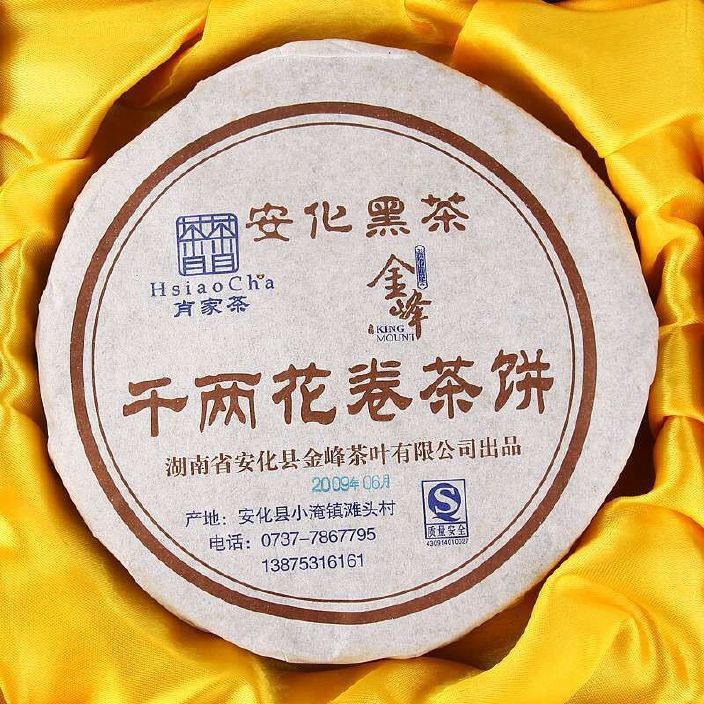 安化黑茶
HsiaoCha
肖家茶
金峰
KING
MOUNT
千两花卷茶饼
湖南省安化县金峰茶叶有限公司出品
2009年06月
产地：安化县小淹镇滩头村
电话：0737-7867795
13875316161
质量安全